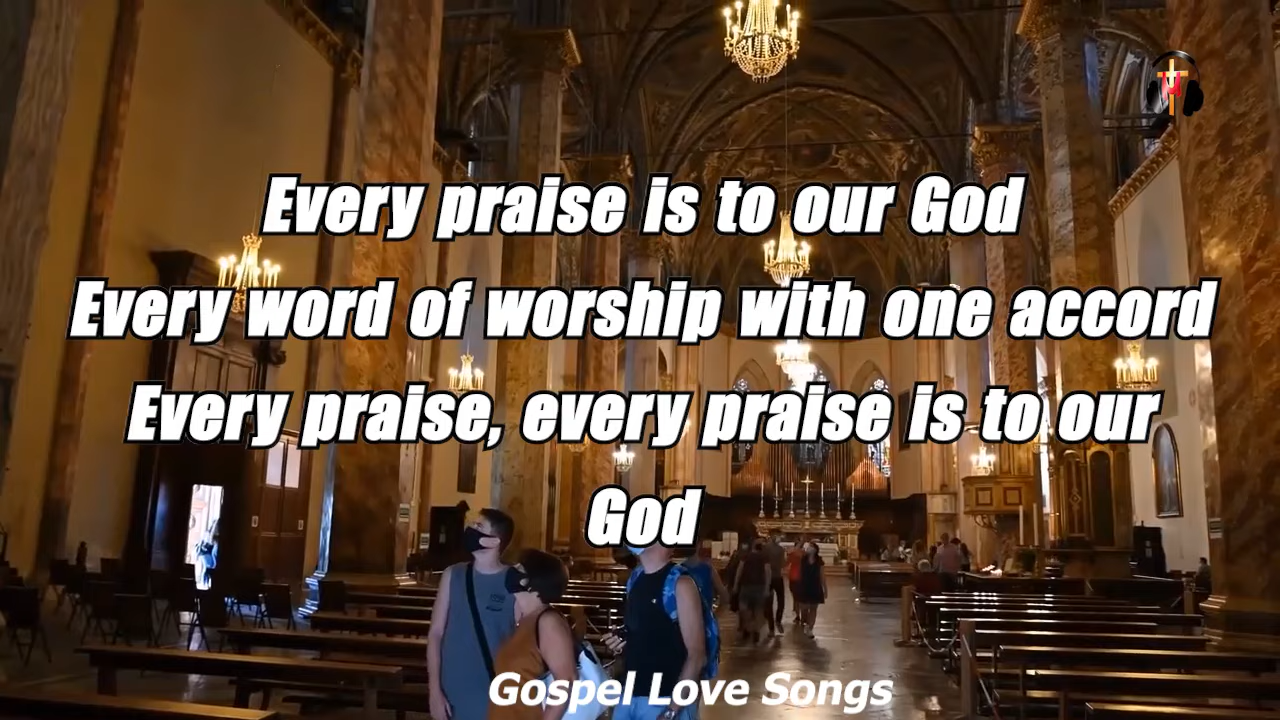 Every praise is to our God
Every word of worship with one accord
Every praise, every praise is to our
God
Gospel Love Songs